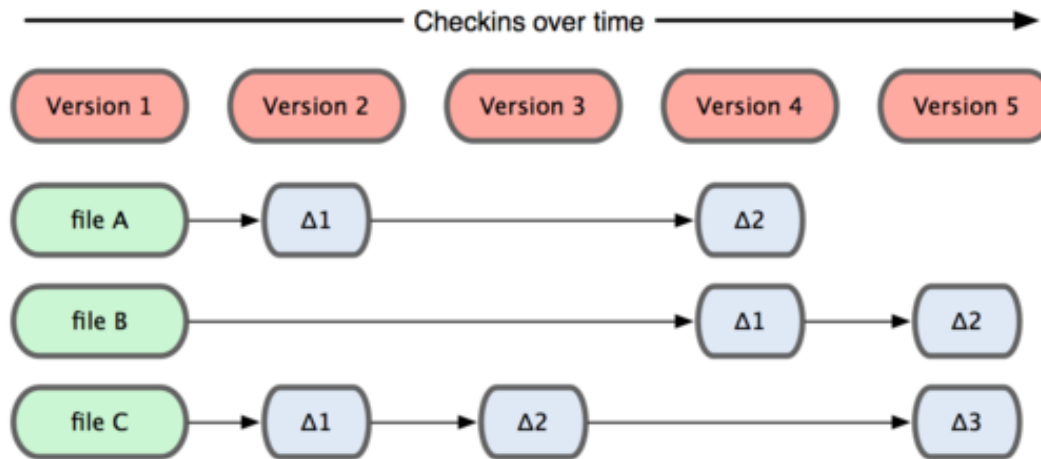 Checkins over time
Version 1 Version 2 Version 3 Version 4 Version 5
file A Δ1 Δ2
file B Δ1 Δ2
file C Δ1 Δ2 Δ3